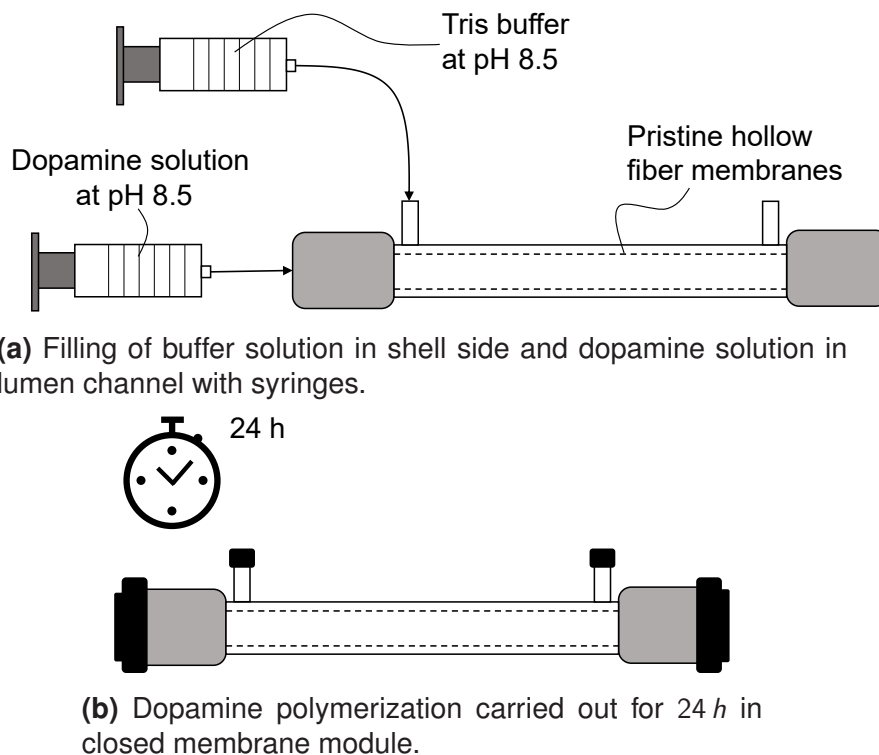 Tris buffer
at pH 8.5
Dopamine solution
at pH 8.5
Pristine hollow
fiber membranes
(a) Filling of buffer solution in shell side and dopamine solution in
lumen channel with syringes.
24 h
(b) Dopamine polymerization carried out for 24 h in
closed membrane module.